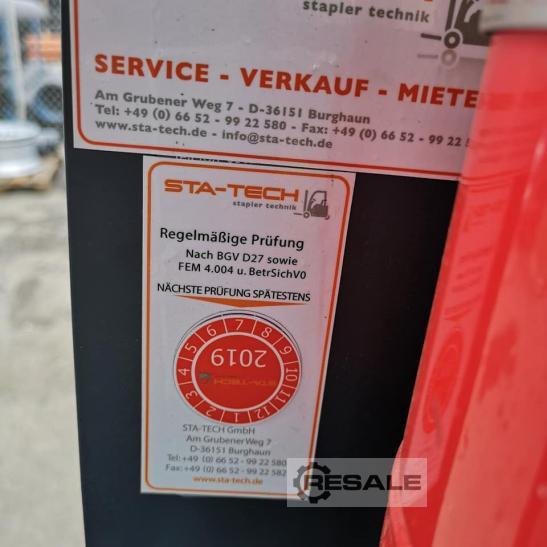 stapler technik
SERVICE - VERKAUF - MIETE
Am Grubener Weg 7 - D-36151 Burghaun
Tel: +49 (0) 66 52 - 99 22 580 - Fax: +49 (0) 66 52 - 99 22
www.sta-tech.de - info@sta-tech.de
STA-TECH
stapler technik
Regelmäßige Prüfung
Nach BGV D27 sowie
FEM 4.004 u. BetrSichV0
NÄCHSTE PRÜFUNG SPÄTESTENS
1 2 3 4 5 6 7 8 9 10 11 12
2019
STA-TECH
STA-TECH GmbH
Am Grubener Weg 7
D-36151 Burghaun
Tel: +49 (0) 66 52 - 99 22 580
Fax: +49 (0) 66 52 - 99 22 582
www.sta-tech.de
RESALE